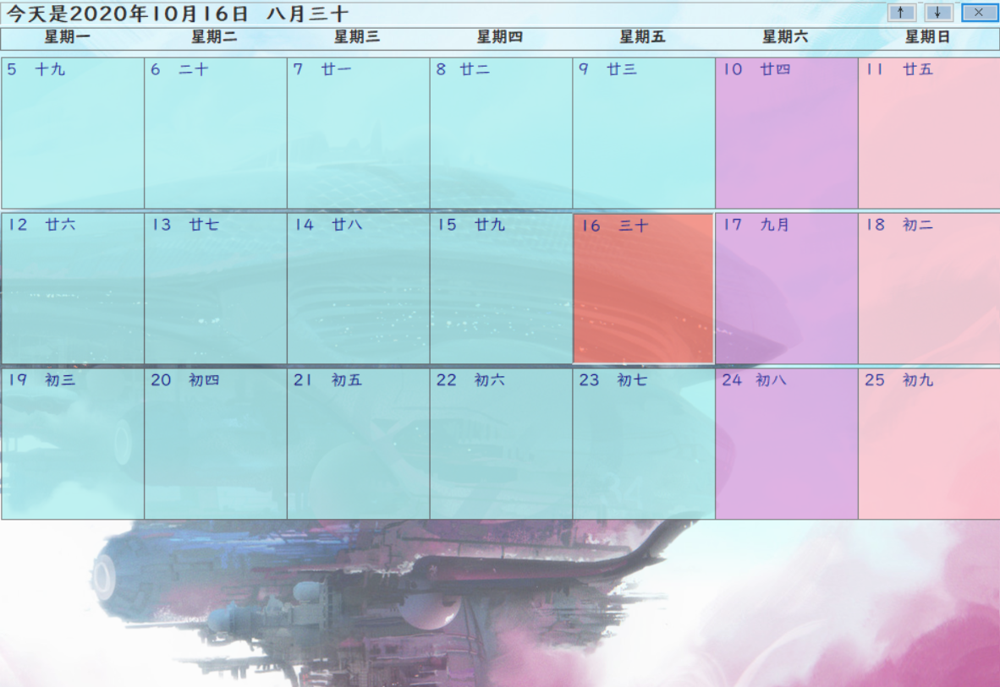 今天是2020年10月16日 八月三十 ↑ ↓ ×
星期一 星期二 星期三 星期四 星期五 星期六 星期日
5 十九 6 二十 7 廿一 8 廿二 9 廿三 10 廿四 11 廿五
12 廿六 13 廿七 14 廿八 15 廿九 16 三十 17 九月 18 初二
19 初三 20 初四 21 初五 22 初六 23 初七 24 初八 25 初九